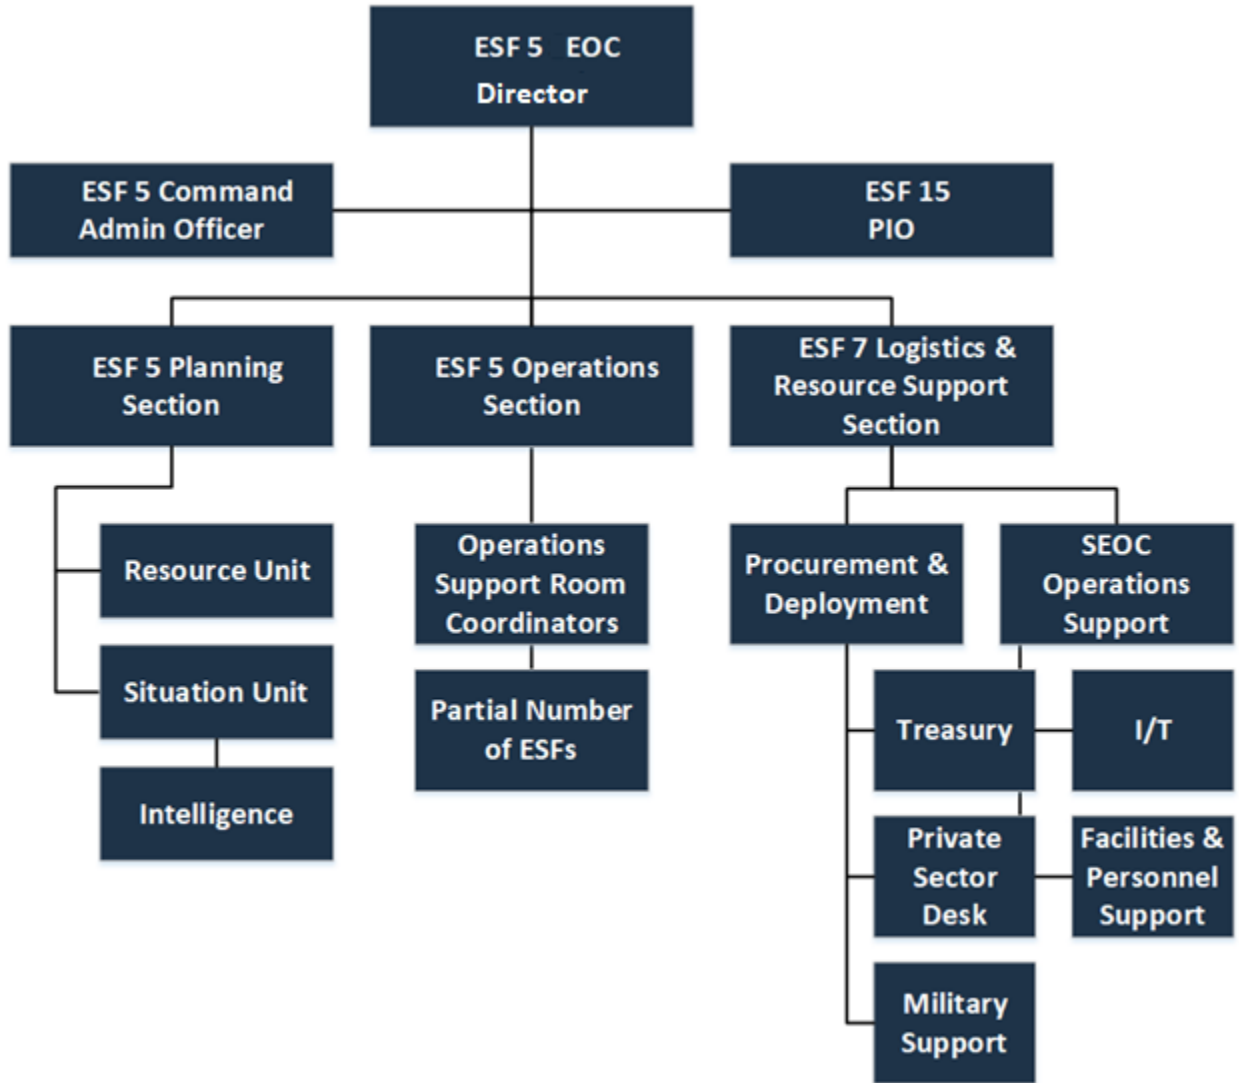 ESF 5 EOC
Director
ESF 5 Command
Admin Officer
ESF 15
PIO
ESF 5 Planning
Section
ESF 5 Operations
Section
ESF 7 Logistics &
Resource Support
Section
Resource Unit
Situation Unit
Intelligence
Operations
Support Room
Coordinators
Partial Number
of ESFs
Procurement &
Deployment
SEOC
Operations
Support
Treasury
I/T
Private
Sector
Desk
Facilities &
Personnel
Support
Military
Support